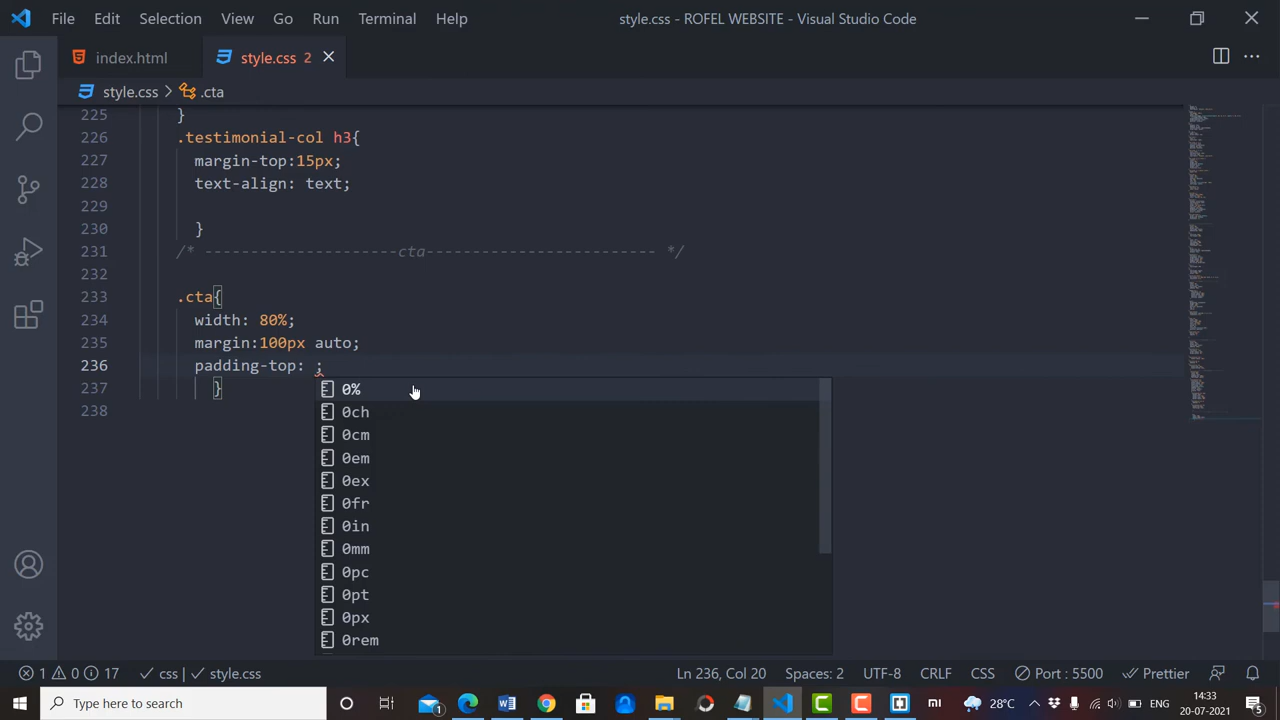 File Edit Selection View Go Run Terminal Help
style.css - ROFEL WEBSITE - Visual Studio Code
index.html
style.css 2
style.css > .cta
225 }
226 .testimonial-col h3{
227 margin-top:15px;
228 text-align: text;
229
230 }
231 /* ---------------------cta------------------------- */
232
233 .cta{
234 width: 80%;
235 margin:100px auto;
236 padding-top: ;
237 }
238
0%
0ch
0cm
0em
0ex
0fr
0in
0mm
0pc
0pt
0px
0rem
1 0 17 css style.css Ln 236, Col 20 Spaces: 2 UTF-8 CRLF CSS Port : 5500 Prettier
Type here to search
1
28°C
ENG
14:33
20-07-2021
5